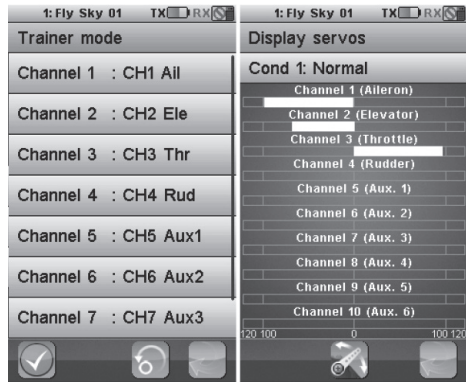 1: Fly Sky 01 TX RX
Trainer mode
Channel 1 : CH1 Ail
Channel 2 : CH2 Ele
Channel 3 : CH3 Thr
Channel 4 : CH4 Rud
Channel 5 : CH5 Aux1
Channel 6 : CH6 Aux2
Channel 7 : CH7 Aux3
1: Fly Sky 01 TX RX
Display servos
Cond 1: Normal
Channel 1 (Aileron)
Channel 2 (Elevator)
Channel 3 (Throttle)
Channel 4 (Rudder)
Channel 5 (Aux. 1)
Channel 6 (Aux. 2)
Channel 7 (Aux. 3)
Channel 8 (Aux. 4)
Channel 9 (Aux. 5)
Channel 10 (Aux. 6)
120 100 0 100 120